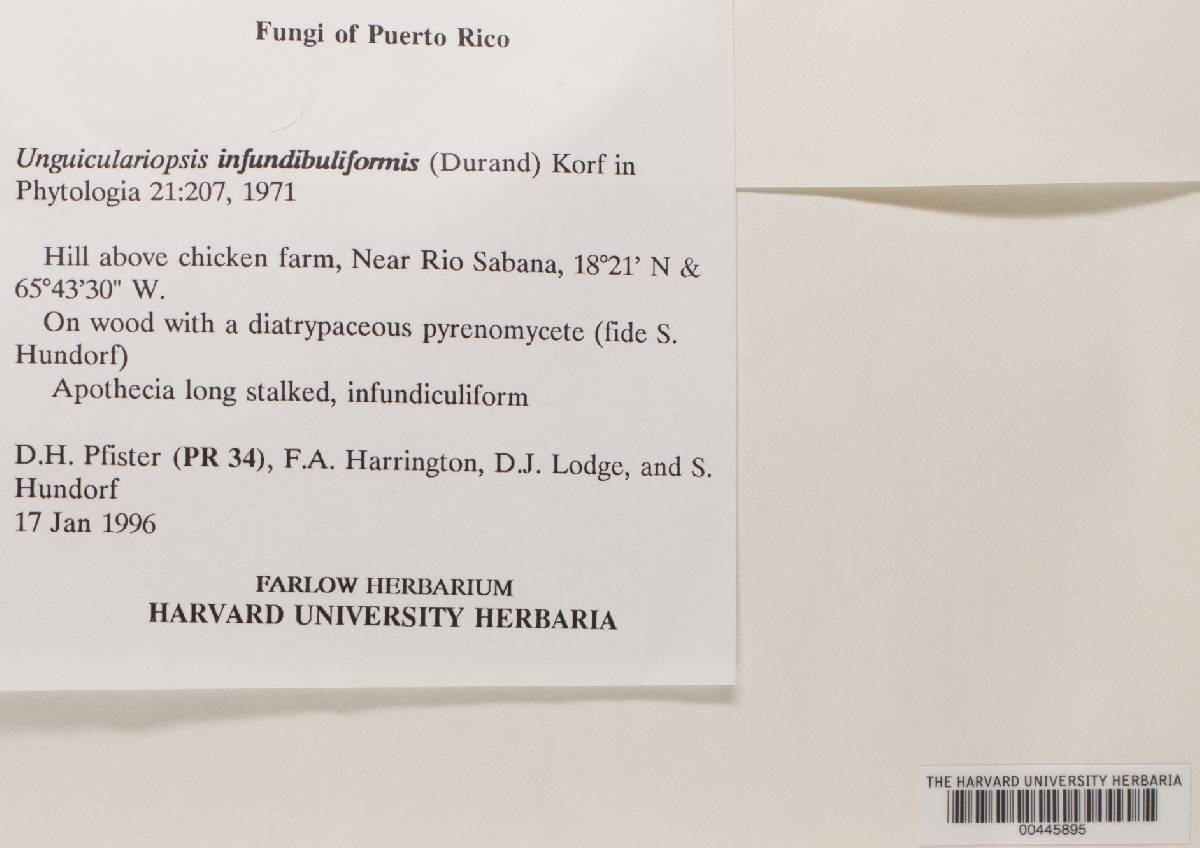 Fungi of Puerto Rico
Unguiculariopsis infundibuliformis (Durand) Korf in
Phytologia 21:207, 1971
Hill above chicken farm, Near Rio Sabana, 18°21' N &
65°43'30" W.
On wood with a diatrypaceous pyrenomycete (fide S.
Hundorf)
Apothecia long stalked, infundiculiform
D.H. Pfister (PR 34), F.A. Harrington, D.J. Lodge, and S.
Hundorf
17 Jan 1996
FARLOW HERBARIUM
HARVARD UNIVERSITY HERBARIA
THE HARVARD UNIVERSITY HERBARIA
00445895